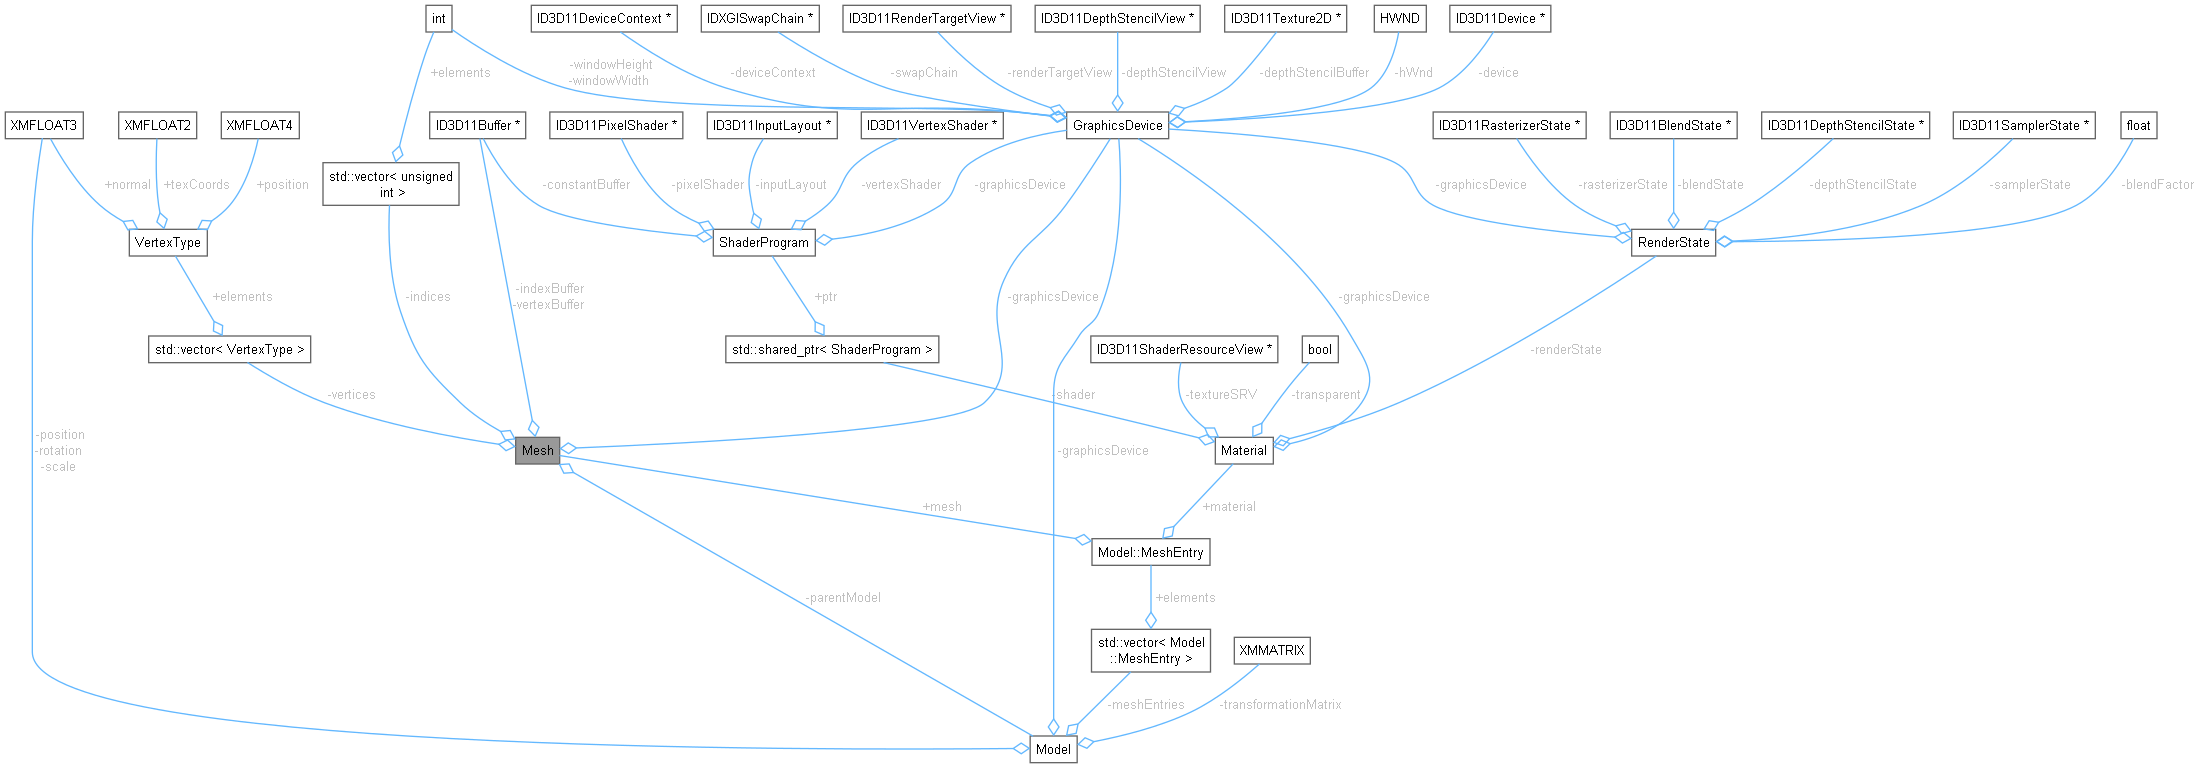 int
ID3D11DeviceContext *
IDXGISwapChain *
ID3D11RenderTargetView *
ID3D11DepthStencilView *
ID3D11Texture2D *
HWND
ID3D11Device *
+elements
-windowHeight
-windowWidth
-deviceContext
-swapChain
-renderTargetView
-depthStencilView
-depthStencilBuffer
-hWnd
-device
XMFLOAT3
XMFLOAT2
XMFLOAT4
ID3D11Buffer *
ID3D11PixelShader *
ID3D11InputLayout *
ID3D11VertexShader *
GraphicsDevice
ID3D11RasterizerState *
ID3D11BlendState *
ID3D11DepthStencilState *
ID3D11SamplerState *
float
+normal
+texCoords
+position
std::vector< unsigned
int >
-constantBuffer
-pixelShader
-inputLayout
-vertexShader
-graphicsDevice
-graphicsDevice
-rasterizerState
-blendState
-depthStencilState
-samplerState
-blendFactor
VertexType
ShaderProgram
RenderState
+elements
-indices
-indexBuffer
-vertexBuffer
+ptr
-graphicsDevice
-graphicsDevice
std::vector< VertexType >
std::shared_ptr< ShaderProgram >
ID3D11ShaderResourceView *
bool
-renderState
-vertices
-shader
-textureSRV
-transparent
-position
-rotation
-scale
Mesh
-graphicsDevice
Material
+mesh
+material
Model::MeshEntry
-parentModel
+elements
std::vector< Model
::MeshEntry >
XMMATRIX
-meshEntries
-transformationMatrix
Model